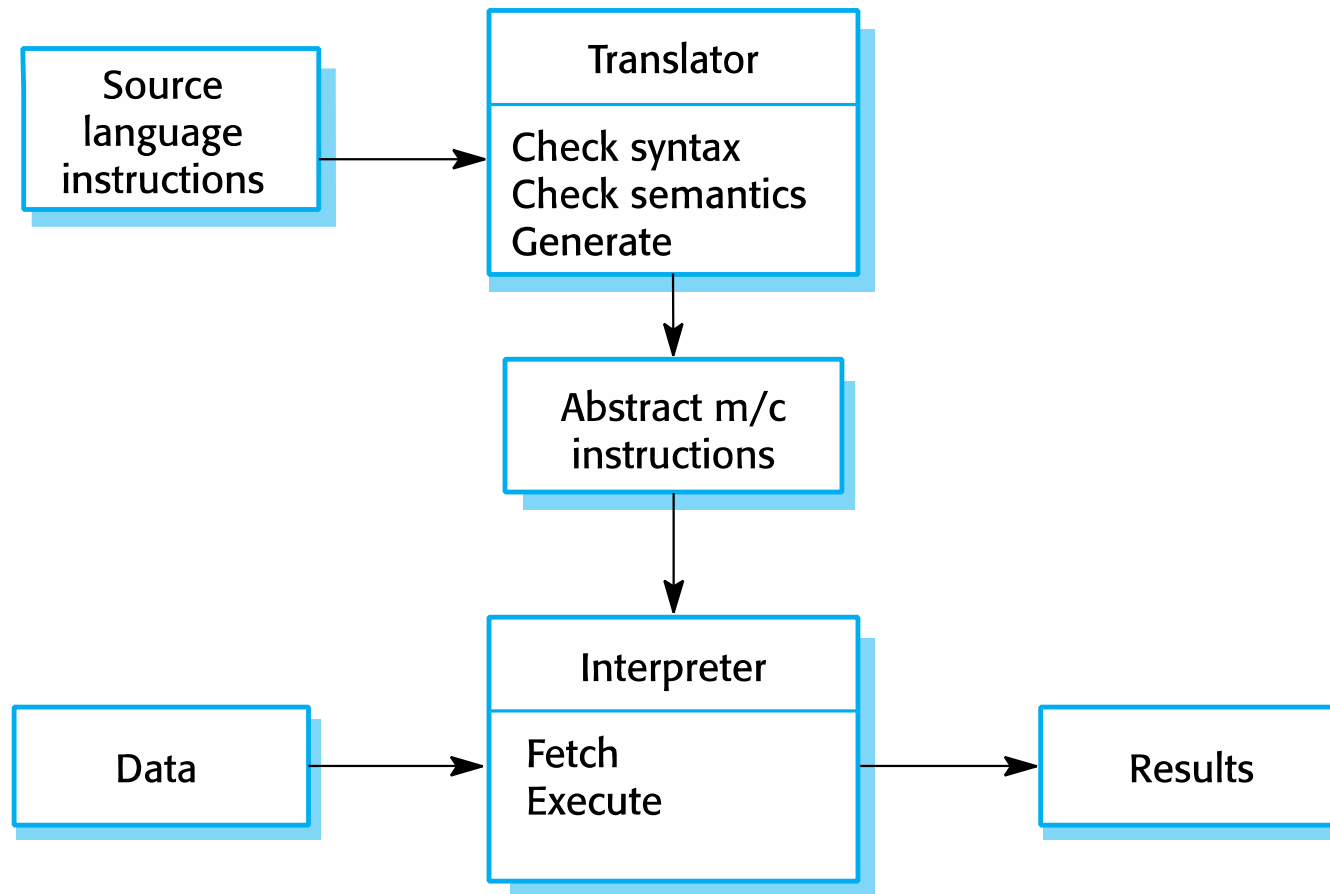 Source
language
instructions
Translator
Check syntax
Check semantics
Generate
Abstract m/c
instructions
Interpreter
Fetch
Execute
Data
Results